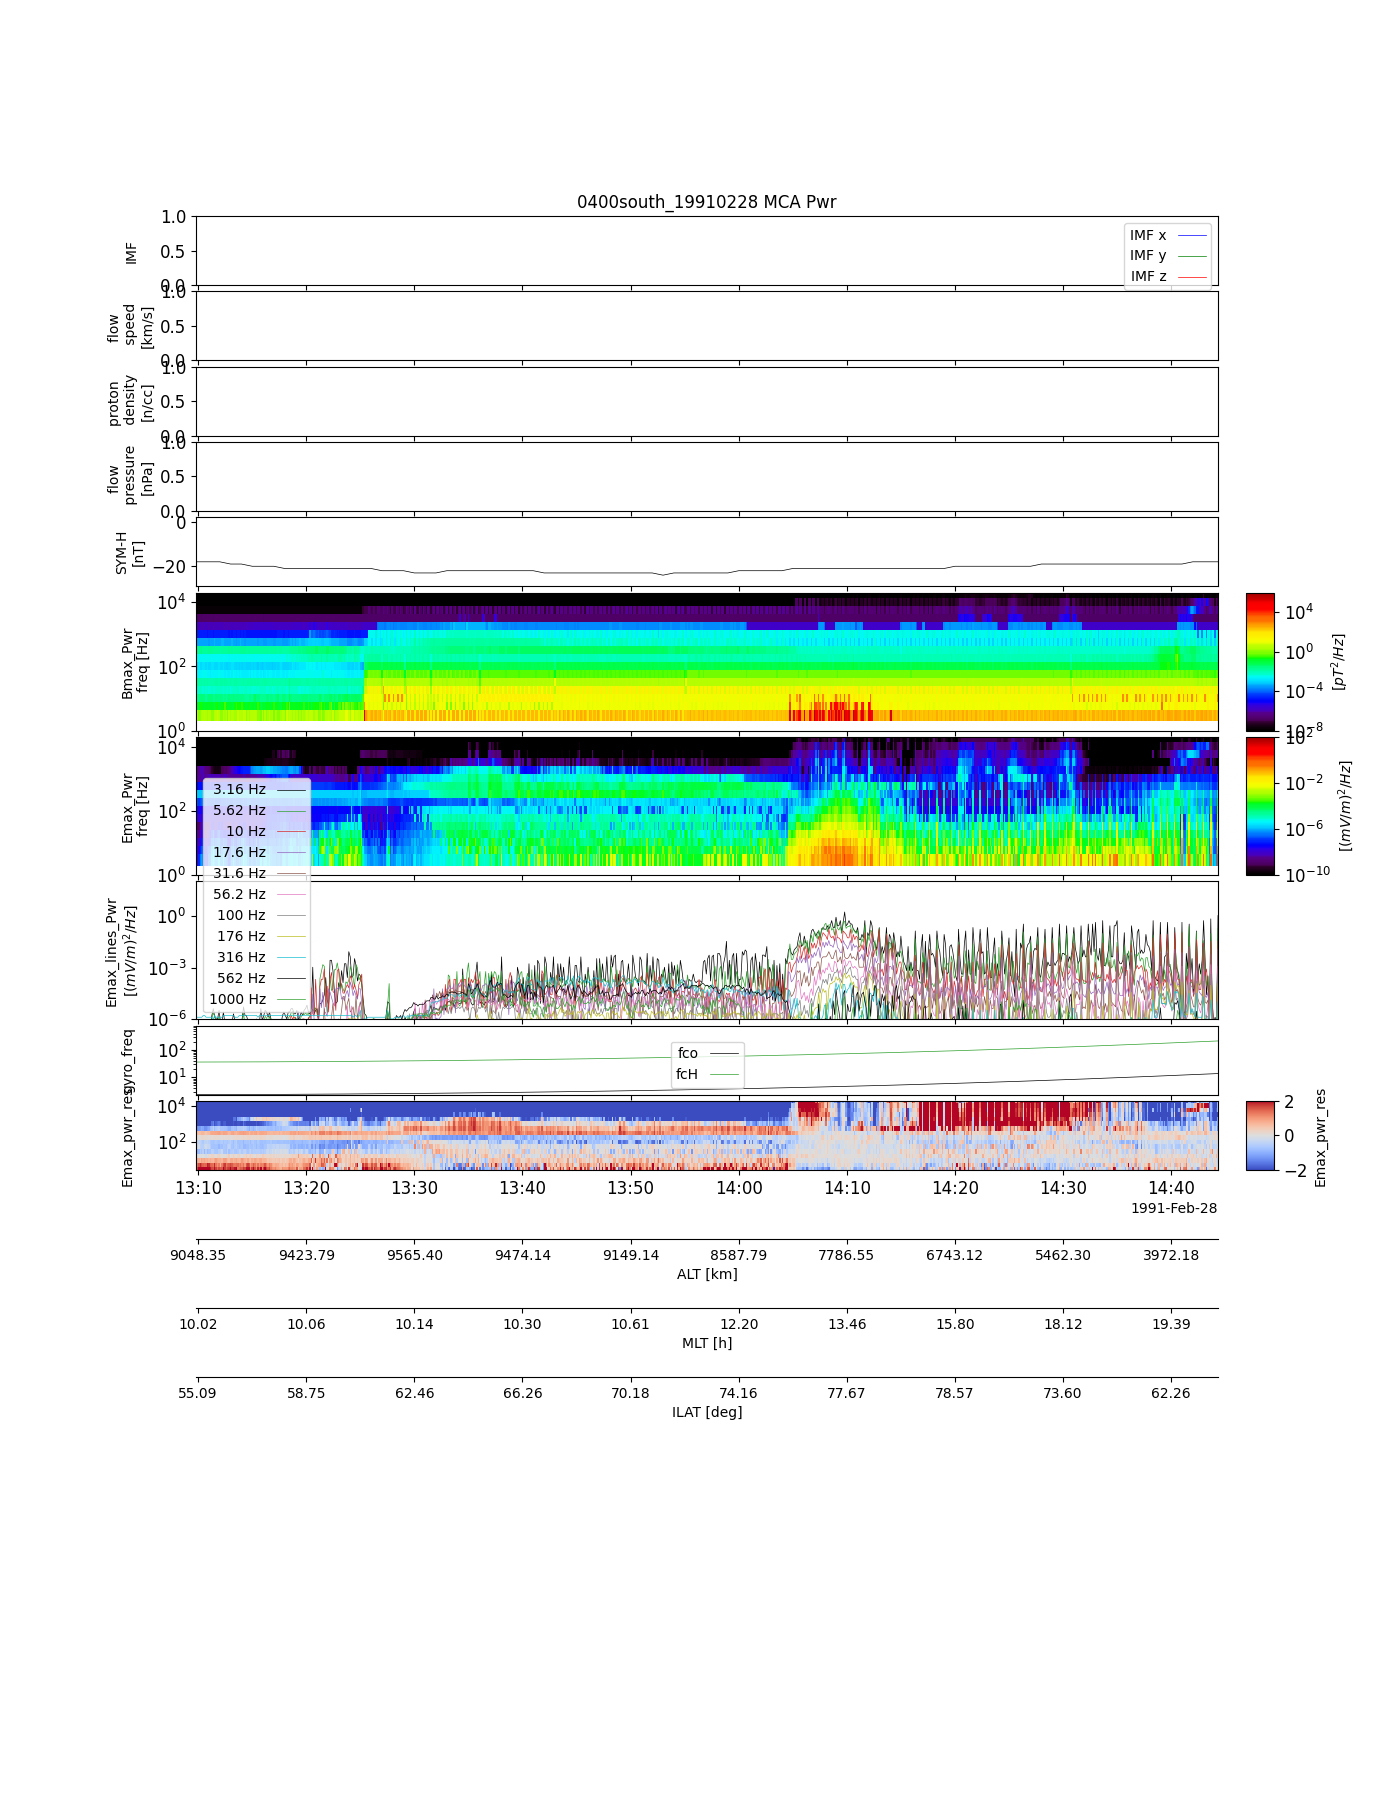 0400south_19910228 MCA Pwr
1.0
0.5
0.0
IMF
IMF x
IMF y
IMF z
1.0
0.5
0.0
flow
speed
[km/s]
1.0
0.5
0.0
proton
density
[n/cc]
1.0
0.5
0.0
flow
pressure
[nPa]
0
−20
SYM-H
[nT]
10^4
10^2
10^0
Bmax_Pwr
freq [Hz]
10^4
10^0
10^−4
10^−8
[pT^2/Hz]
10^4
10^2
10^0
Emax_Pwr
freq [Hz]
10^2
10^−2
10^−6
10^−10
[(mV/m)^2/Hz]
3.16 Hz
5.62 Hz
10 Hz
17.6 Hz
31.6 Hz
56.2 Hz
100 Hz
176 Hz
316 Hz
562 Hz
1000 Hz
10^0
10^−3
10^−6
Emax_lines_Pwr
[(mV/m)^2/Hz]
10^2
10^1
gyro_freq
fco
fcH
10^4
10^2
Emax_pwr_res
2
0
−2
Emax_pwr_res
13:10 13:20 13:30 13:40 13:50 14:00 14:10 14:20 14:30 14:40
1991-Feb-28
9048.35 9423.79 9565.40 9474.14 9149.14 8587.79 7786.55 6743.12 5462.30 3972.18
ALT [km]
10.02 10.06 10.14 10.30 10.61 12.20 13.46 15.80 18.12 19.39
MLT [h]
55.09 58.75 62.46 66.26 70.18 74.16 77.67 78.57 73.60 62.26
ILAT [deg]